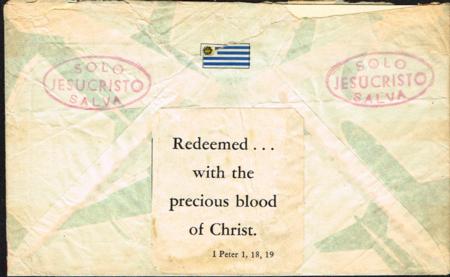 SOLO
JESUCRISTO
SALVA
SOLO
JESUCRISTO
SALVA
Redeemed . . .
with the
precious blood
of Christ.
1 Peter 1, 18, 19